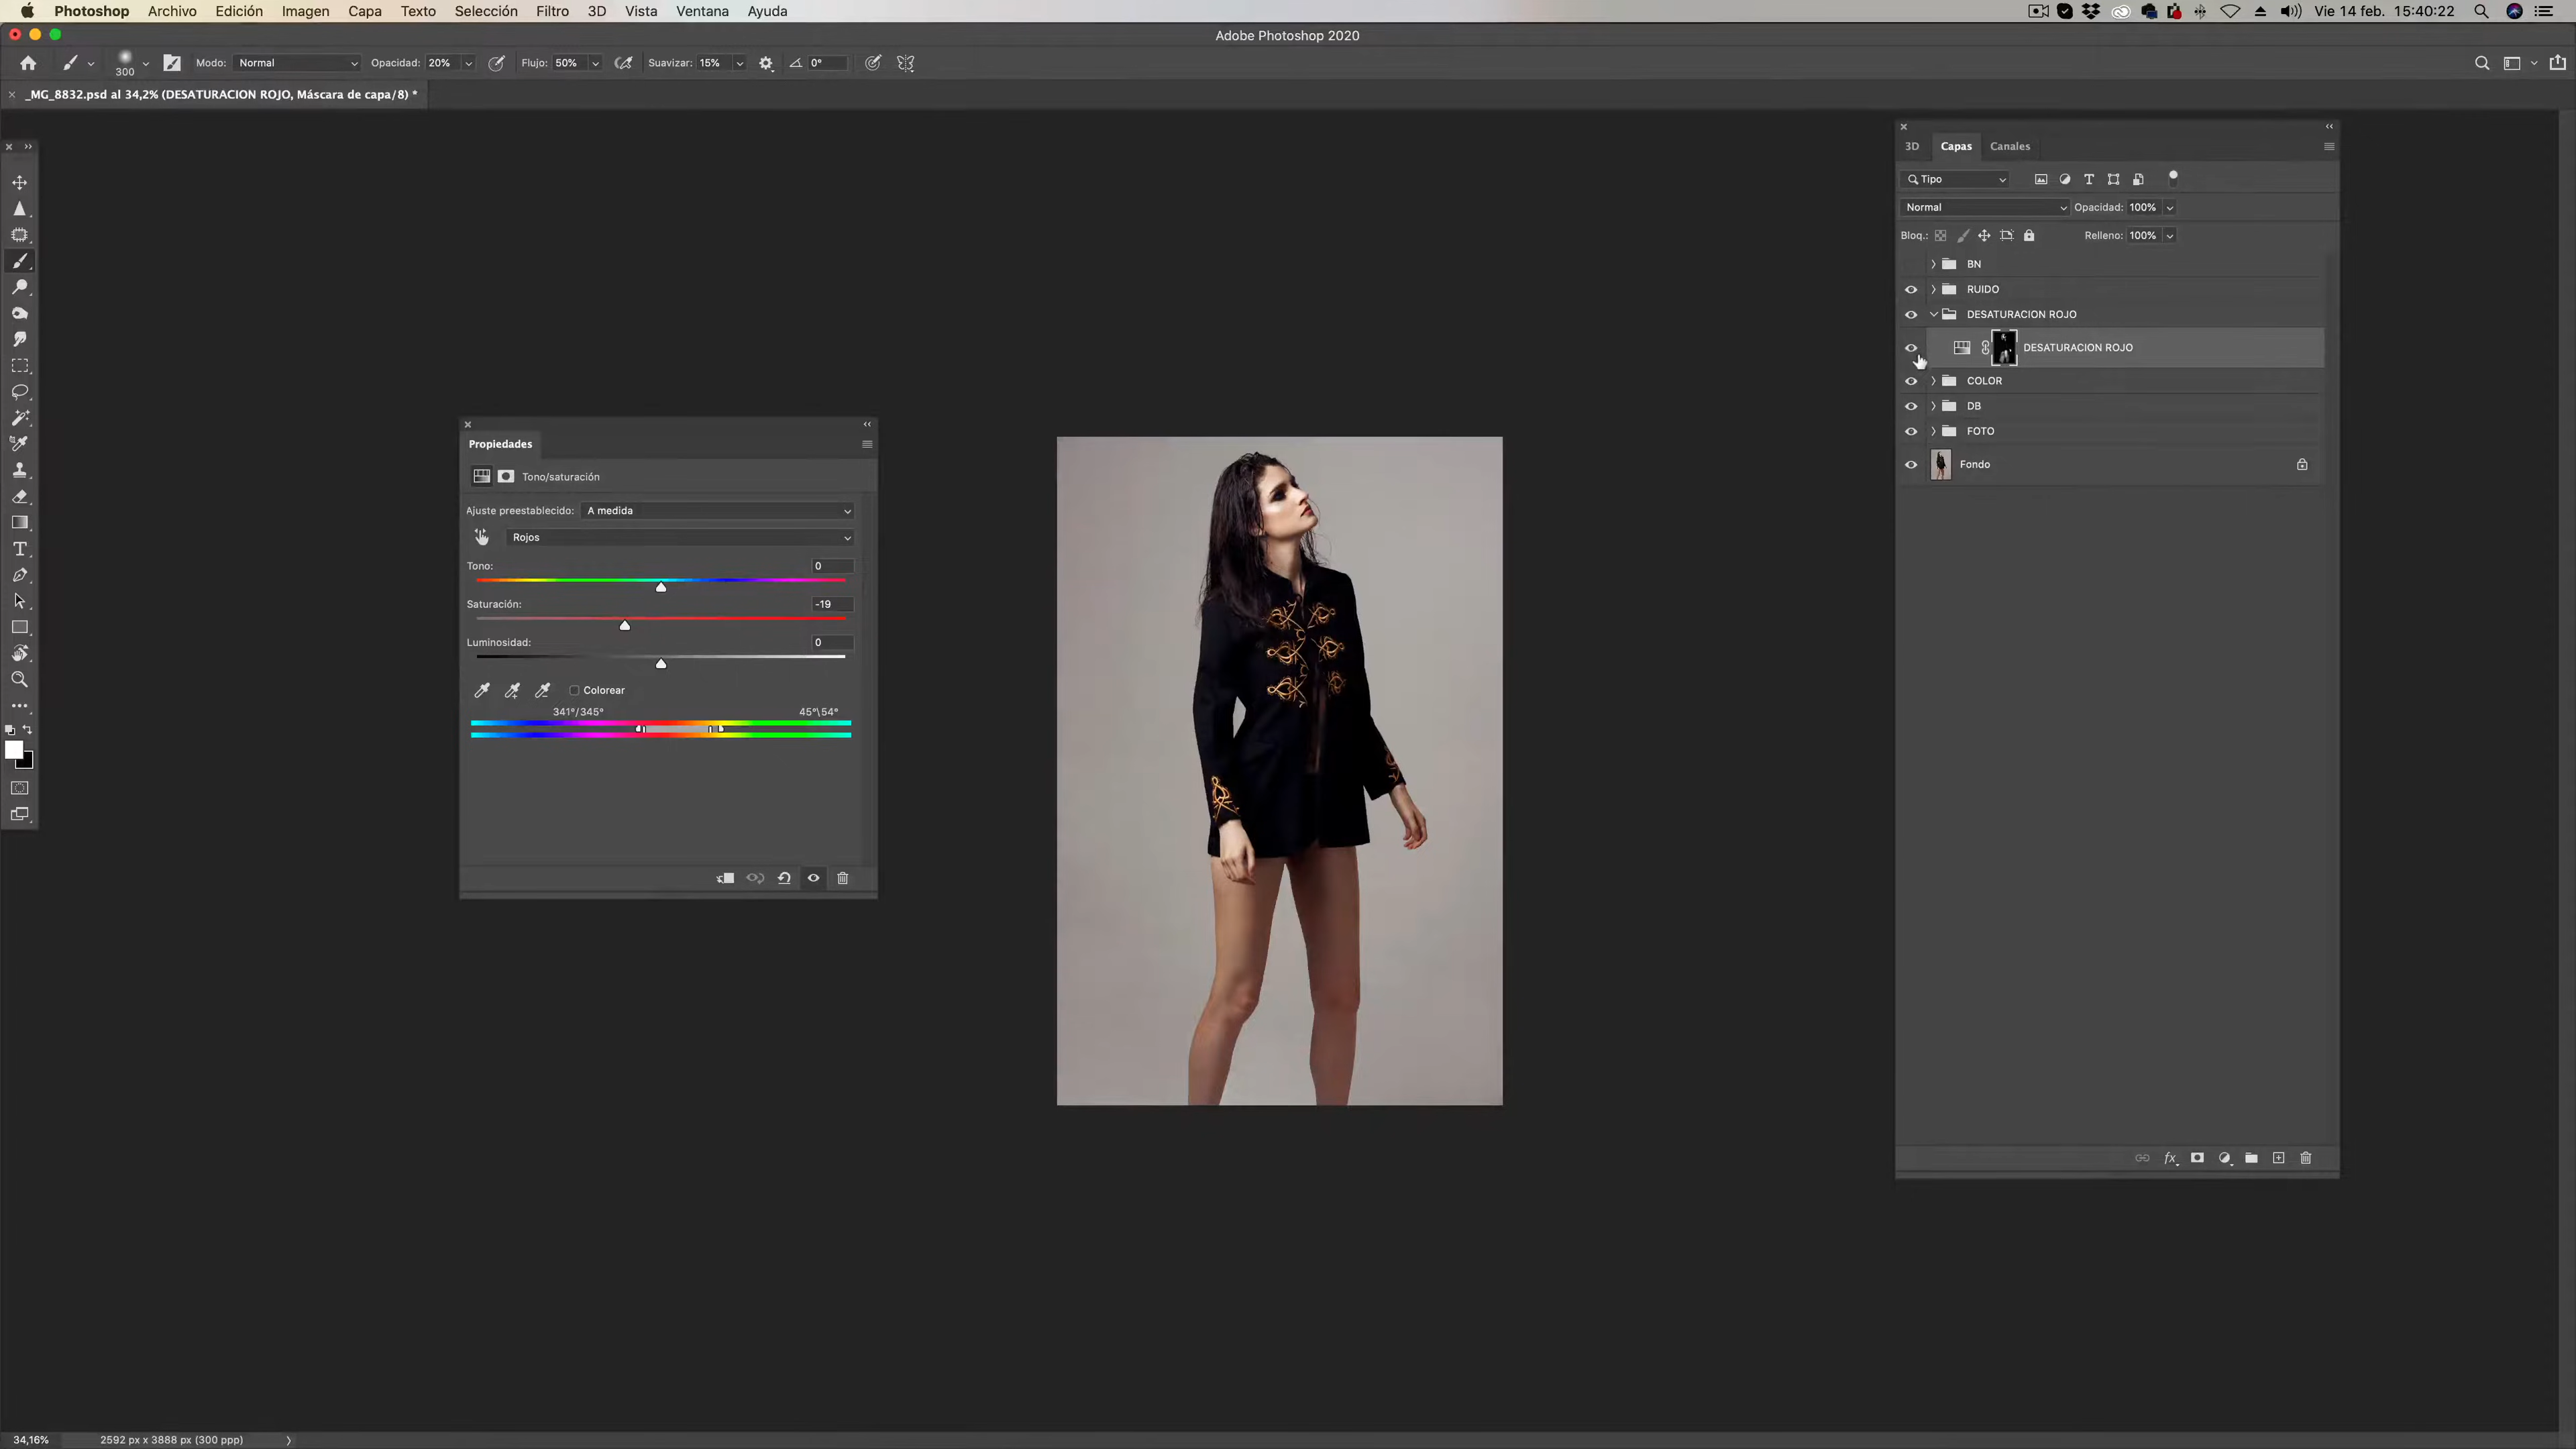 Photoshop Archivo Edición Imagen Capa Texto Selección Filtro 3D Vista Ventana Ayuda Vie 14 feb. 15:40:22
Adobe Photoshop 2020
300 Modo: Normal Opacidad: 20% Flujo: 50% Suavizar: 15% 0°
_MG_8832.psd al 34,2% (DESATURACION ROJO, Máscara de capa/8) *
Propiedades
Tono/saturación
Ajuste preestablecido: A medida
Rojos
Tono: 0
Saturación: -19
Luminosidad: 0
Colorear
341°/345° 45°\54°
3D Capas Canales
Tipo
Normal Opacidad: 100%
Bloq.: Relleno: 100%
BN
RUIDO
DESATURACION ROJO
DESATURACION ROJO
COLOR
DB
FOTO
Fondo
fx
34,16% 2592 px x 3888 px (300 ppp)